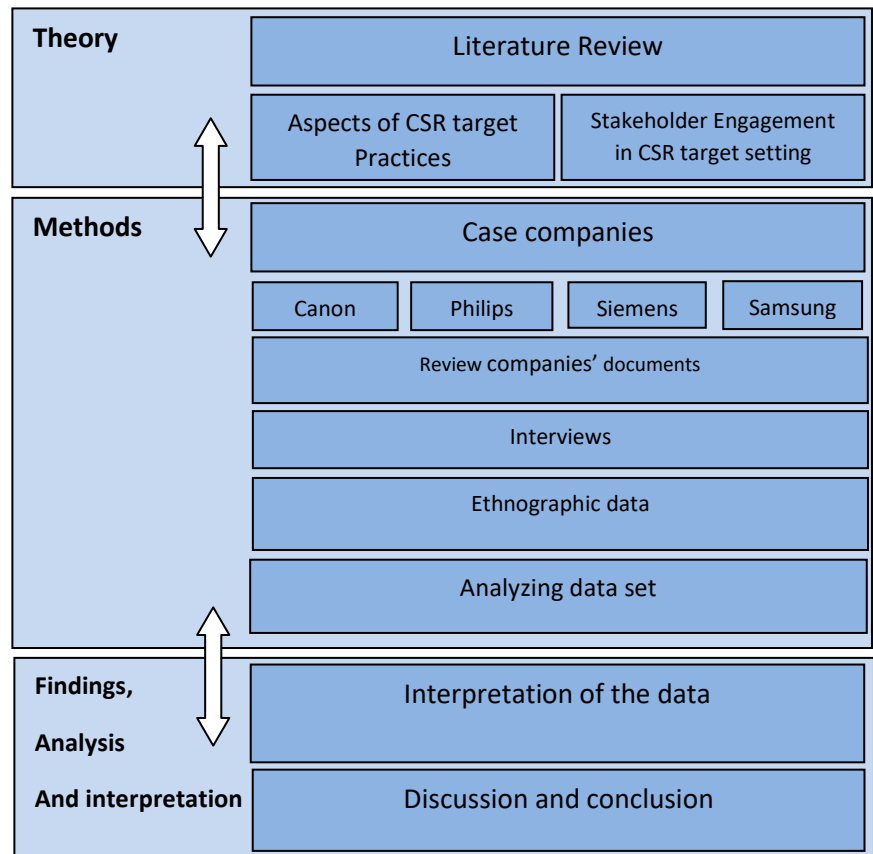 Theory
Literature Review
Aspects of CSR target
Practices
Stakeholder Engagement
in CSR target setting
Methods
Case companies
Canon
Philips
Siemens
Samsung
Review companies’ documents
Interviews
Ethnographic data
Analyzing data set
Findings,
Analysis
And interpretation
Interpretation of the data
Discussion and conclusion